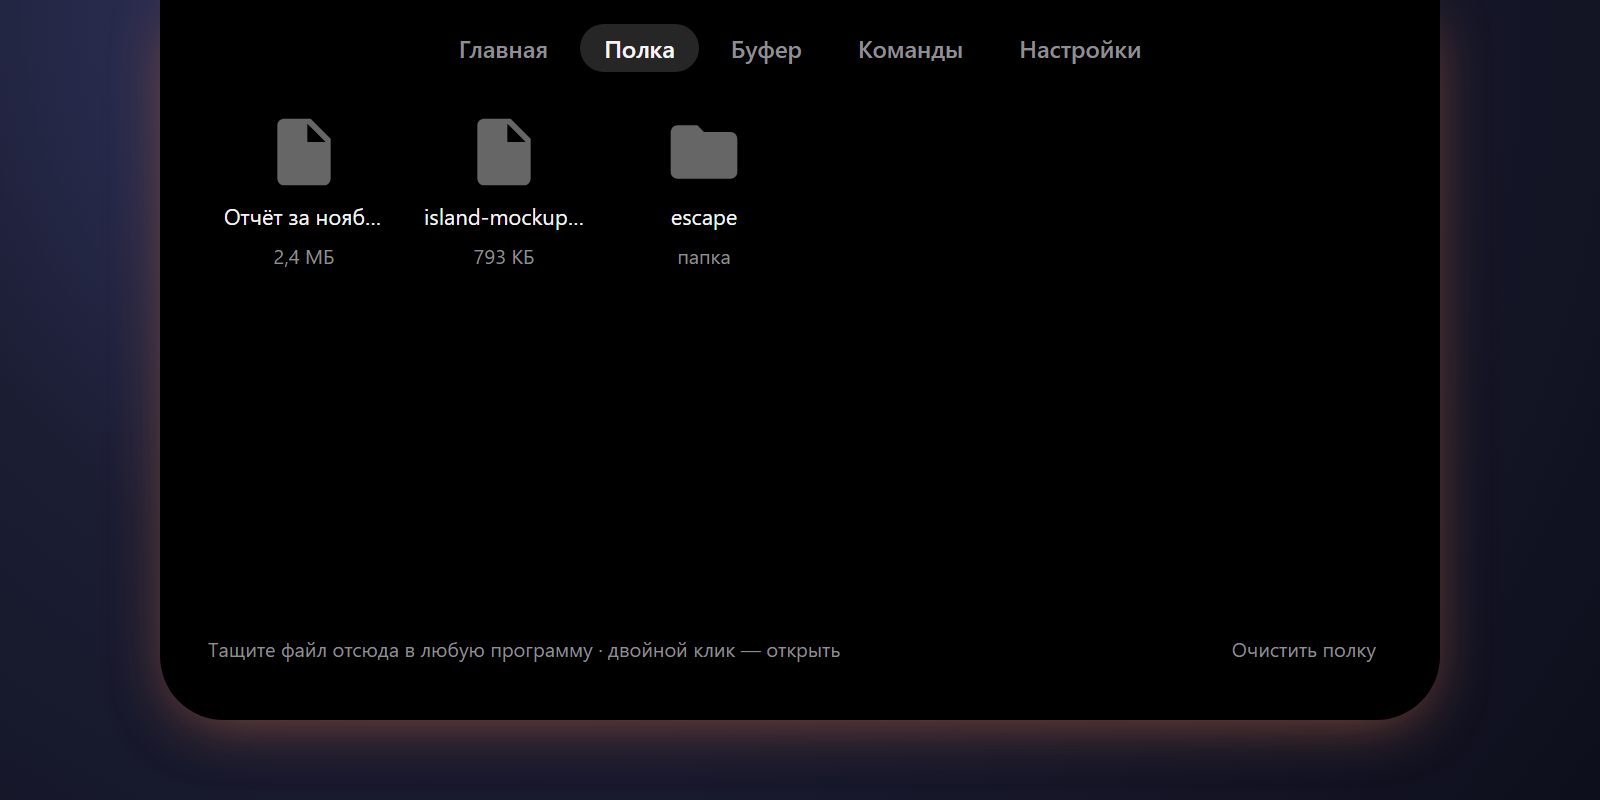 Главная Полка Буфер Команды Настройки
Отчёт за нояб... island-mockup... escape
2,4 МБ 793 КБ папка
Тащите файл отсюда в любую программу · двойной клик — открыть Очистить полку